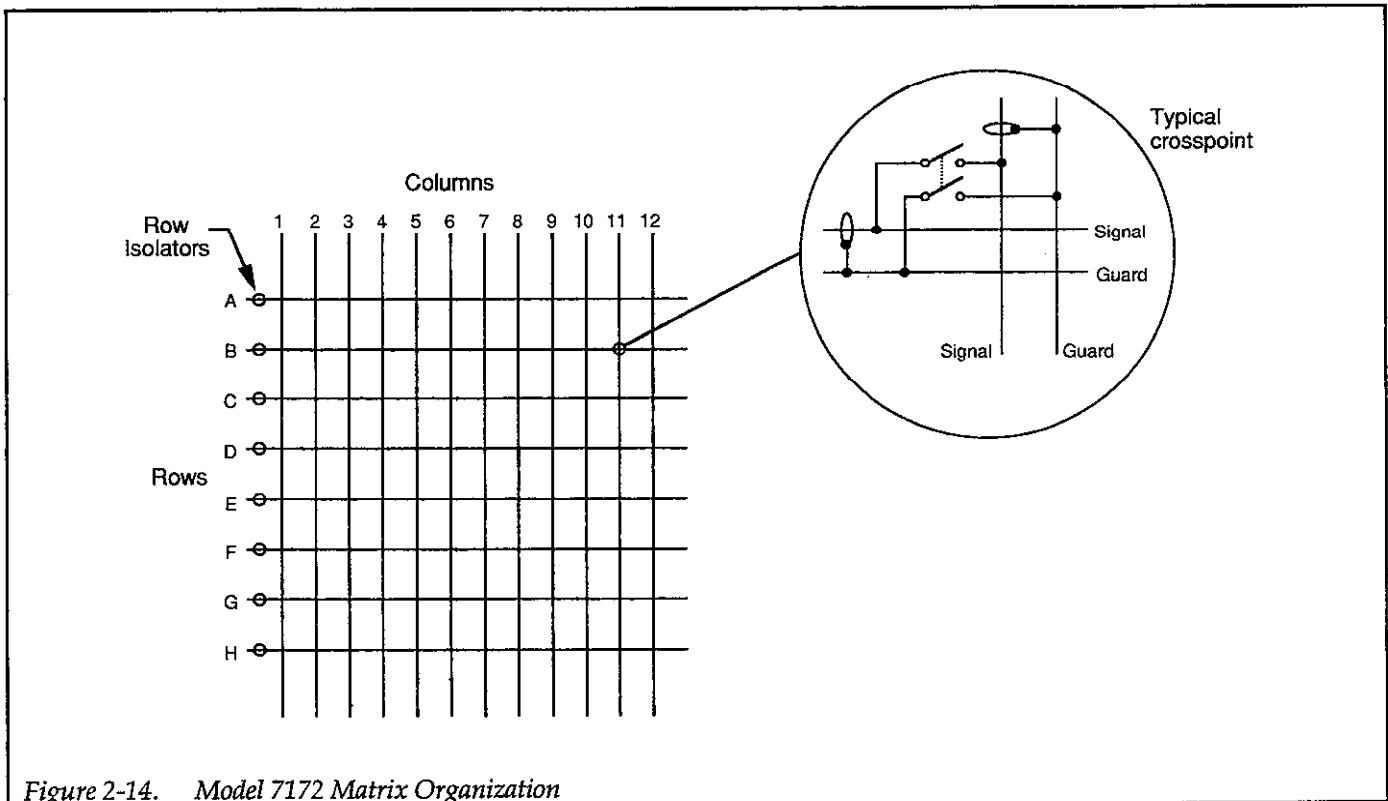 Columns
Row
Isolators
1 2 3 4 5 6 7 8 9 10 11 12
A
B
C
D
Rows
E
F
G
H
Typical
crosspoint
Signal
Guard
Signal Guard
Figure 2-14. Model 7172 Matrix Organization